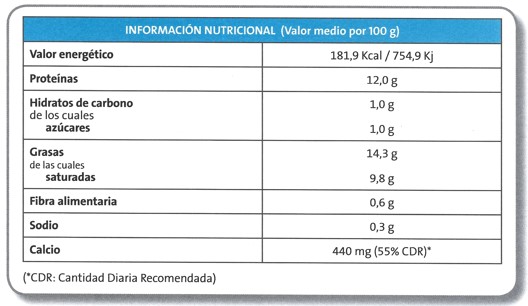 INFORMACIÓN NUTRICIONAL (Valor medio por 100 g)
Valor energético 181,9 Kcal / 754,9 Kj
Proteínas 12,0 g
Hidratos de carbono 1,0 g
de los cuales
azúcares 1,0 g
Grasas 14,3 g
de las cuales
saturadas 9,8 g
Fibra alimentaria 0,6 g
Sodio 0,3 g
Calcio 440 mg (55% CDR)*
(*CDR: Cantidad Diaria Recomendada)